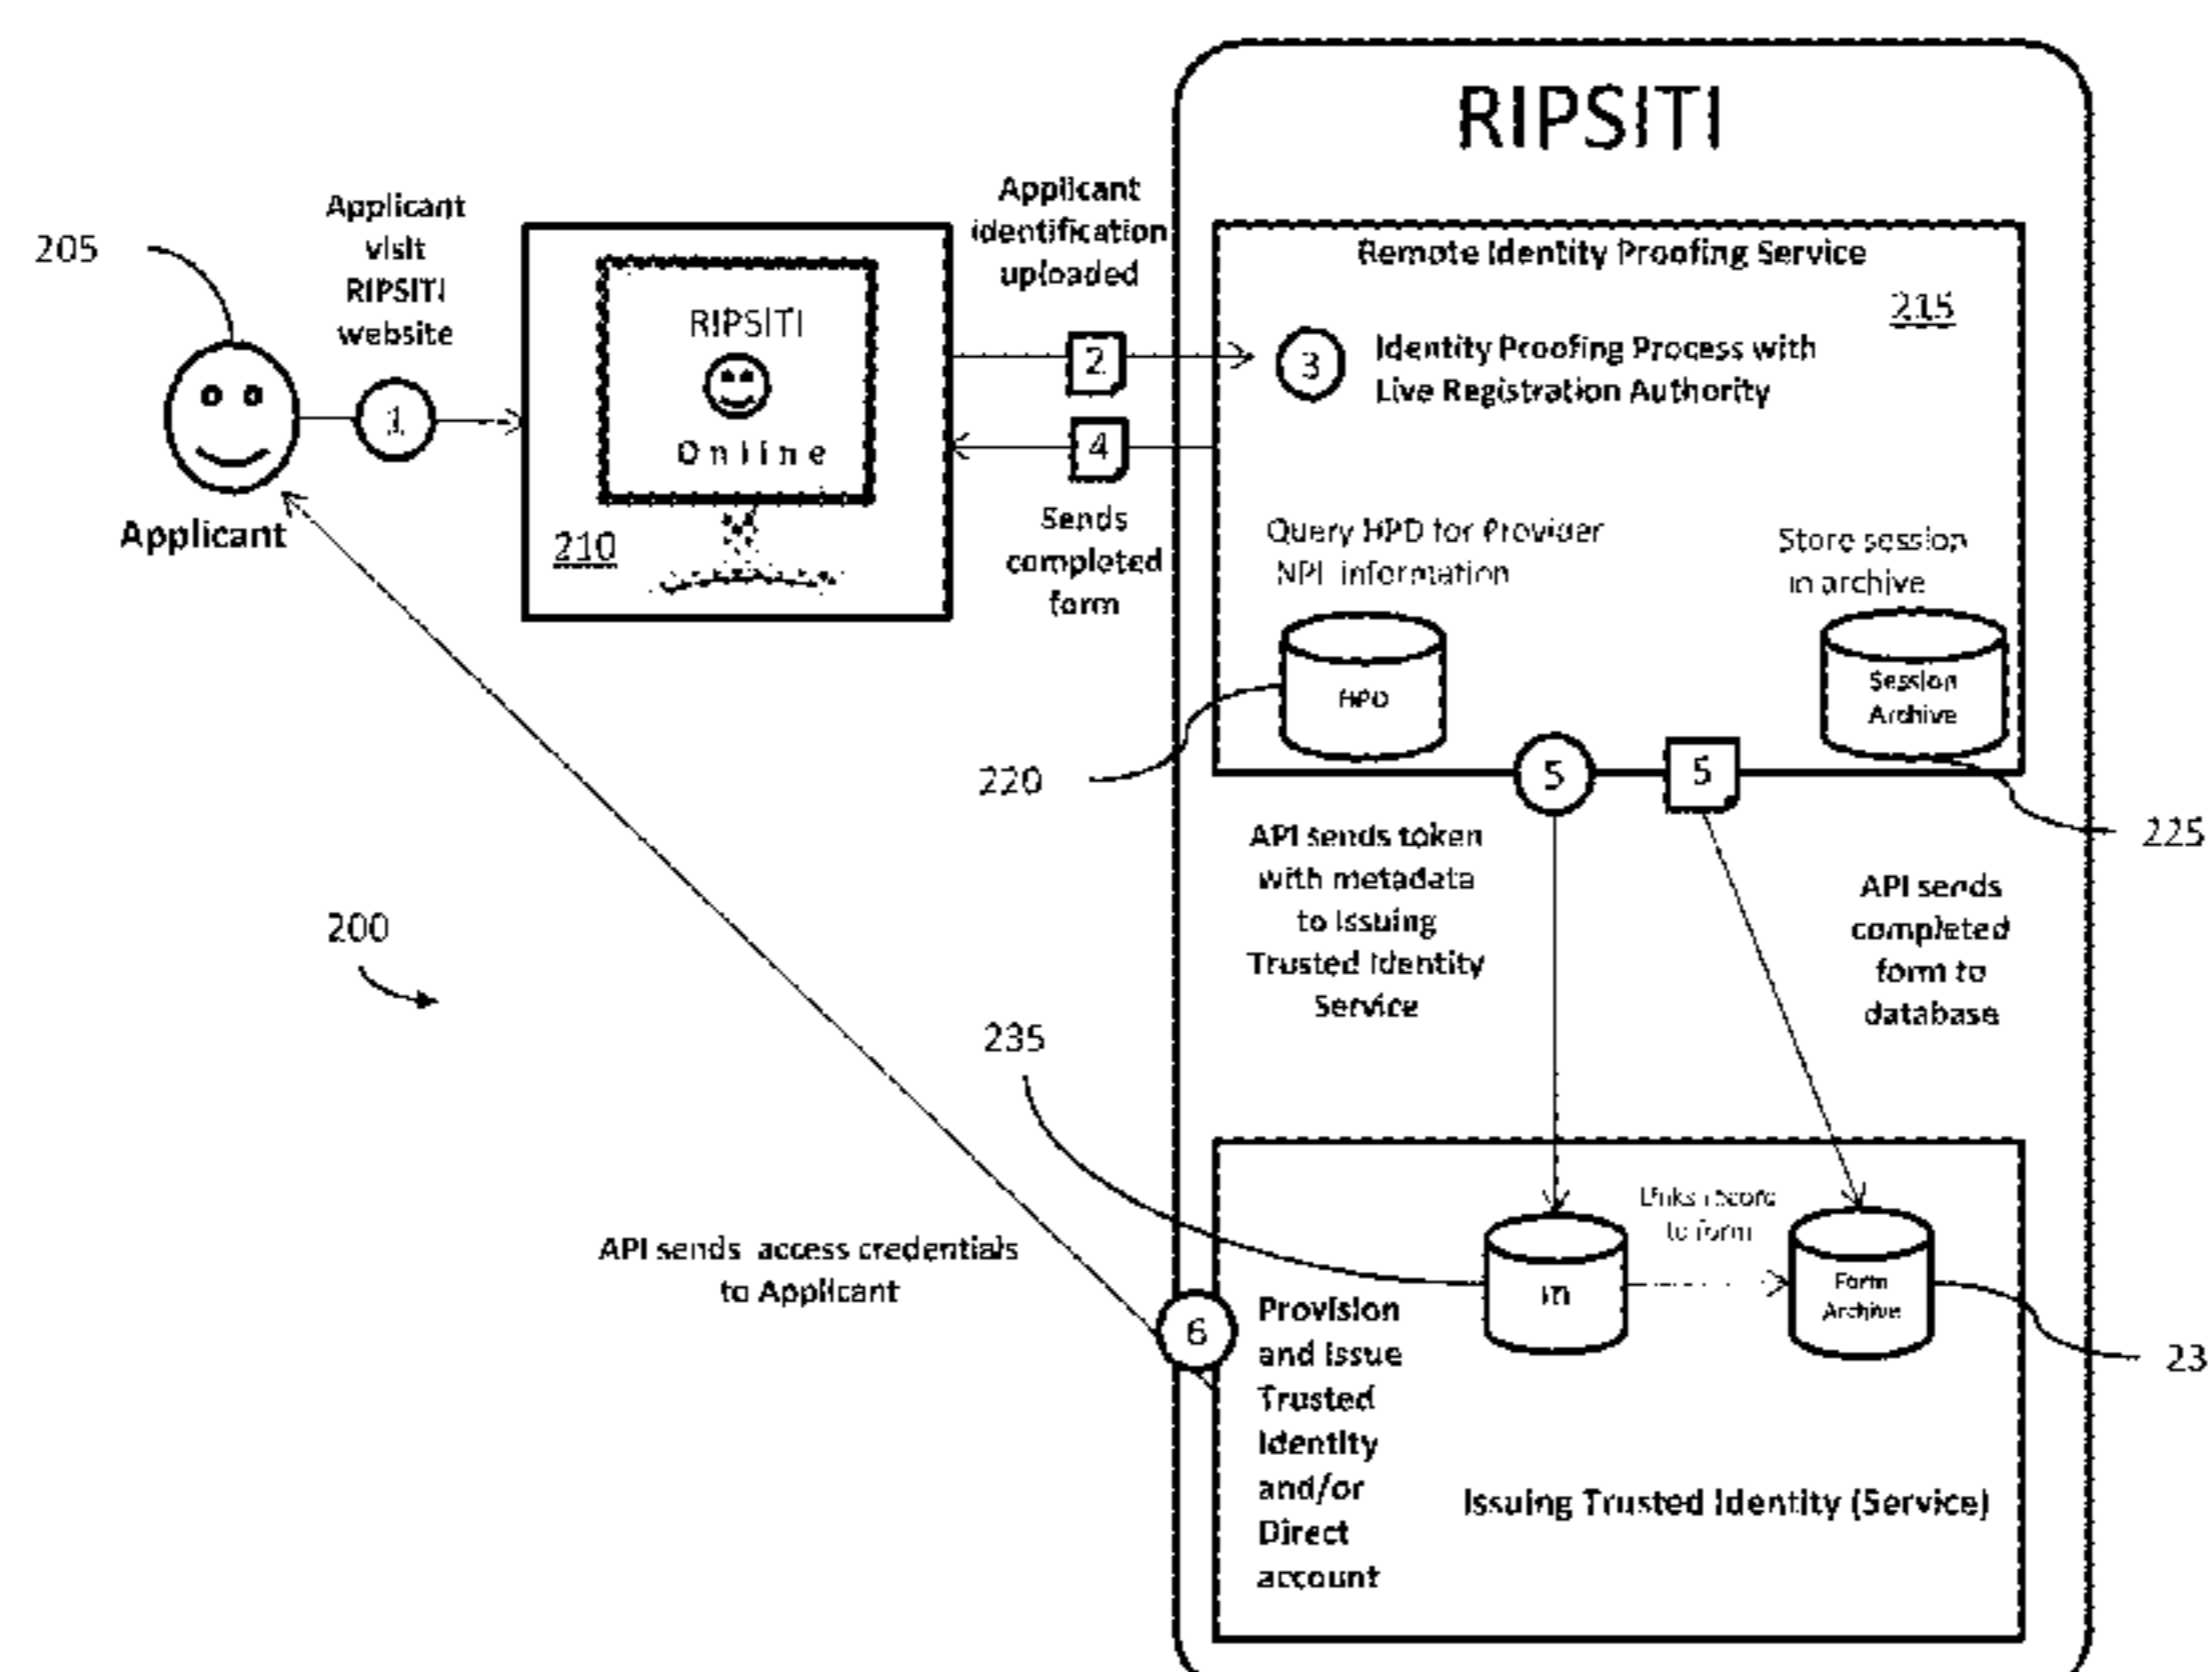 RIPSITI
205
Applicant
visit
RIPSITI
website
1
Applicant
RIPSITI
Online
210
Applicant
identification
uploaded
2
4
Sends
completed
form
Remote Identity Proofing Service
215
3
Identity Proofing Process with
Live Registration Authority
Query HPD for Provider
NPI information
Store session
in archive
HPD
Session
Archive
220
5
5
225
API sends token
with metadata
to Issuing
Trusted Identity
Service
API sends
completed
form to
database
200
235
Links record
to form
Form
Archive
23
API sends access credentials
to Applicant
6
Provision
and Issue
Trusted
Identity
and/or
Direct
account
Issuing Trusted Identity (Service)